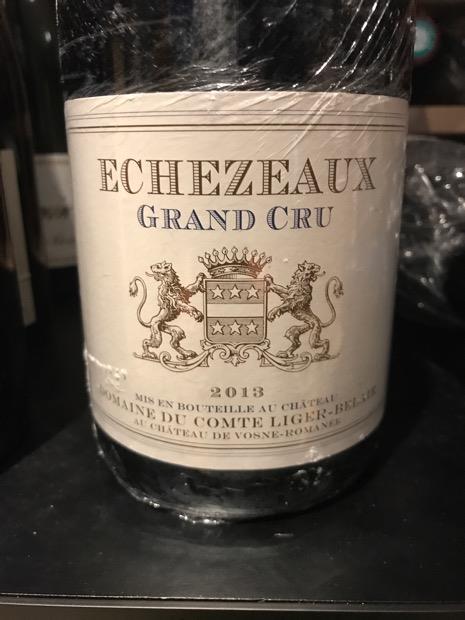 ECHEZEAUX
GRAND CRU
2013
MIS EN BOUTEILLE AU CHÂTEAU
DOMAINE DU COMTE LIGER-BELAIR
AU CHÂTEAU DE VOSNE-ROMANÉE